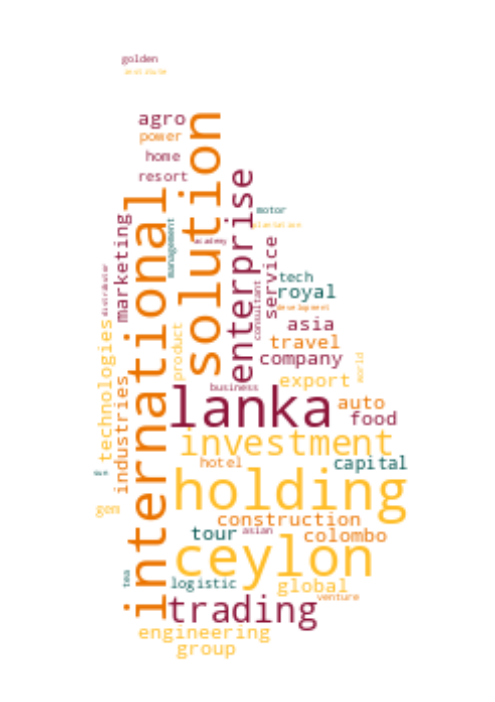 golden
institute
agro
power
home
resort
solution
international
enterprise
marketing
management
academy
motor
plantation
service
consultant
distributor
tech
royal
development
asia
travel
company
technologies
product
industries
business
export
world
lanka
auto
food
investment
hotel
capital
sun
holding
gem
construction
tour
asian
colombo
ceylon
tea
logistic
global
venture
trading
engineering
group